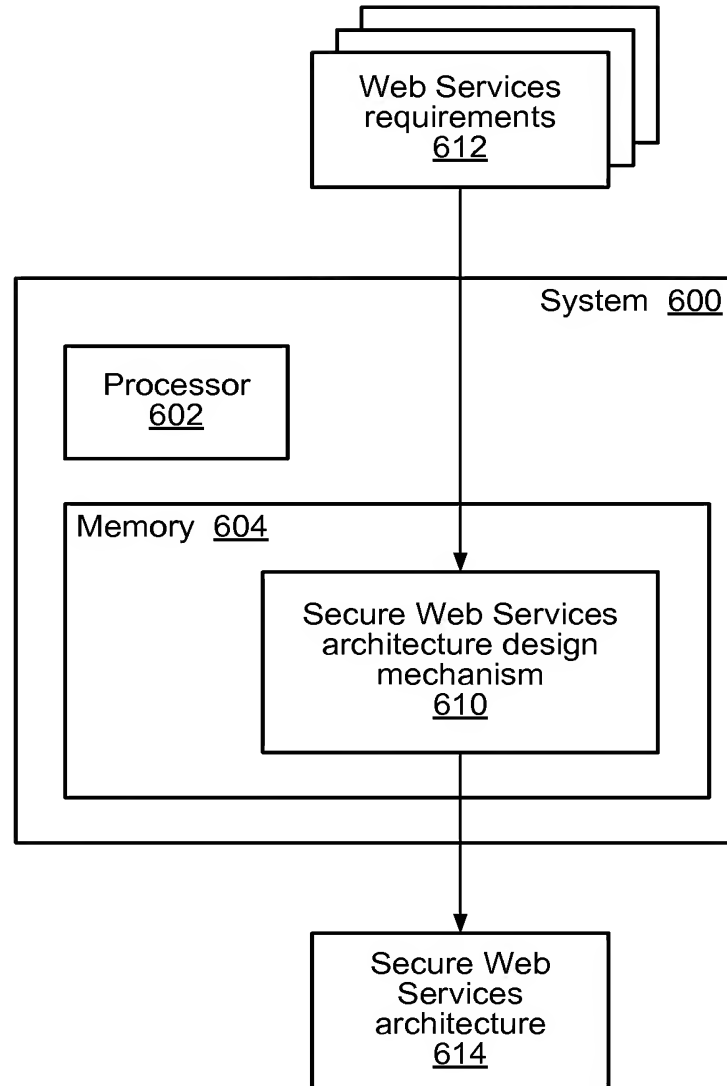 Web Services
requirements
612
System 600
Processor
602
Memory 604
Secure Web Services
architecture design
mechanism
610
Secure Web
Services
architecture
614